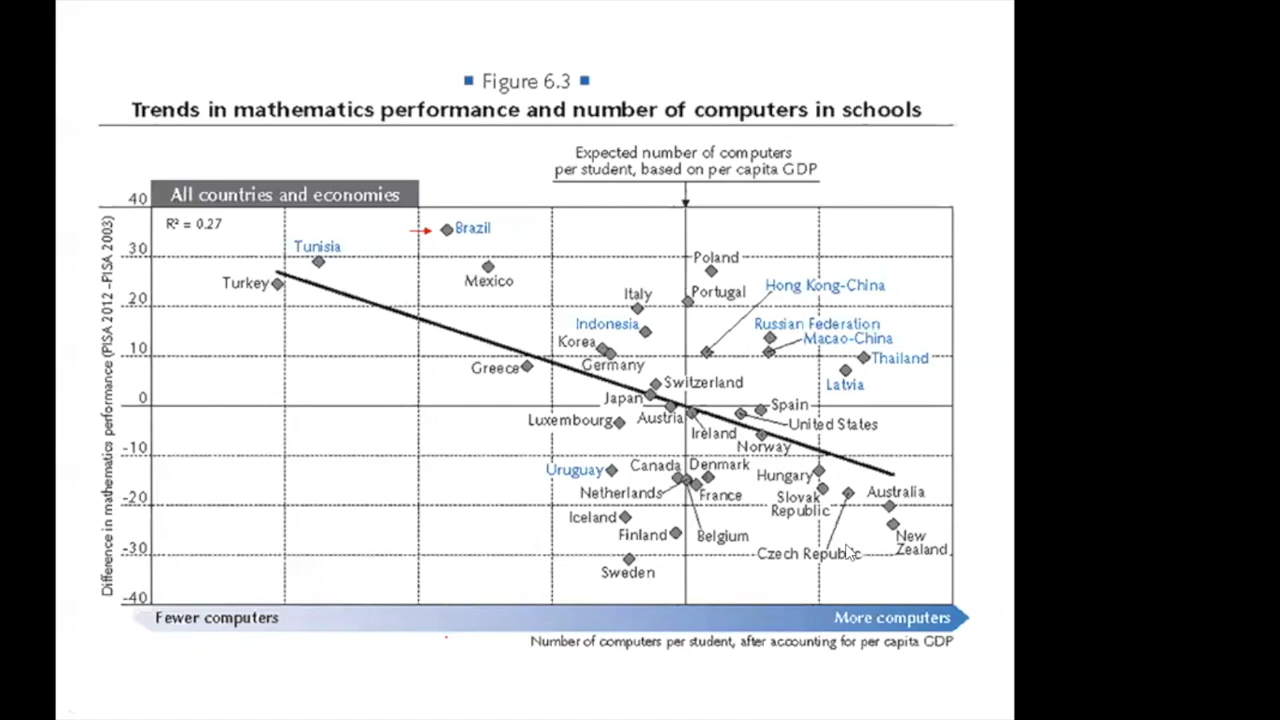 Figure 6.3
Trends in mathematics performance and number of computers in schools
Expected number of computers
per student, based on per capita GDP
All countries and economies
Difference in mathematics performance (PISA 2012 –PISA 2003)
40
30
20
10
0
-10
-20
-30
-40
R² = 0.27
Brazil
Tunisia
Turkey
Mexico
Poland
Hong Kong-China
Italy
Portugal
Indonesia
Russian Federation
Korea
Macao-China
Germany
Thailand
Greece
Latvia
Switzerland
Japan
Spain
Luxembourg
Austria
United States
Ireland
Norway
Uruguay
Canada
Denmark
Hungary
Netherlands
France
Slovak
Republic
Australia
Iceland
Finland
Belgium
New
Zealand
Czech Republic
Sweden
Fewer computers
More computers
Number of computers per student, after accounting for per capita GDP